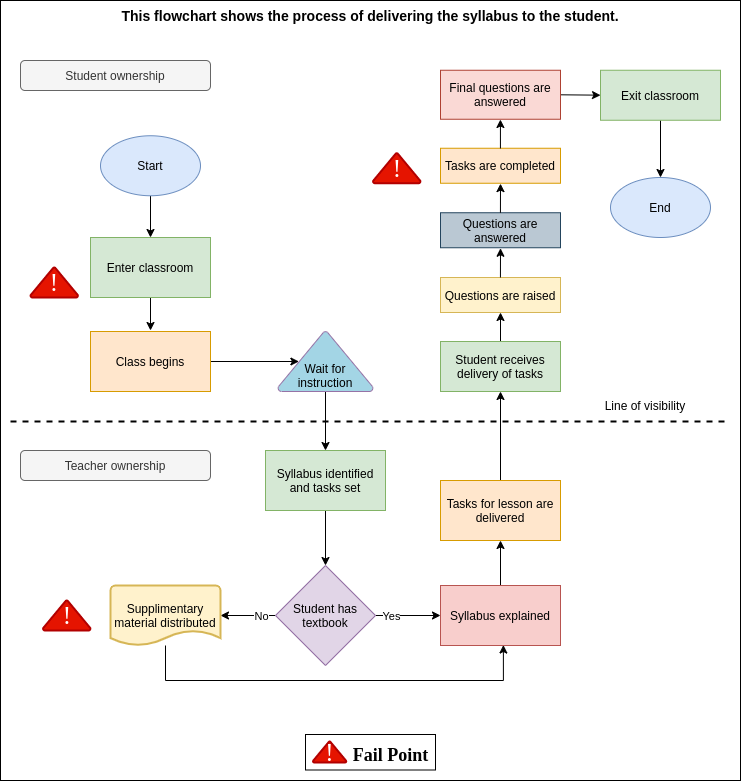 This flowchart shows the process of delivering the syllabus to the student.
Student ownership
Start
Enter classroom
Class begins
Wait for
instruction
Final questions are
answered
Exit classroom
Tasks are completed
End
Questions are
answered
Questions are raised
Student receives
delivery of tasks
Line of visibility
Teacher ownership
Syllabus identified
and tasks set
Tasks for lesson are
delivered
Supplimentary
material distributed
No
Student has
textbook
Yes
Syllabus explained
Fail Point